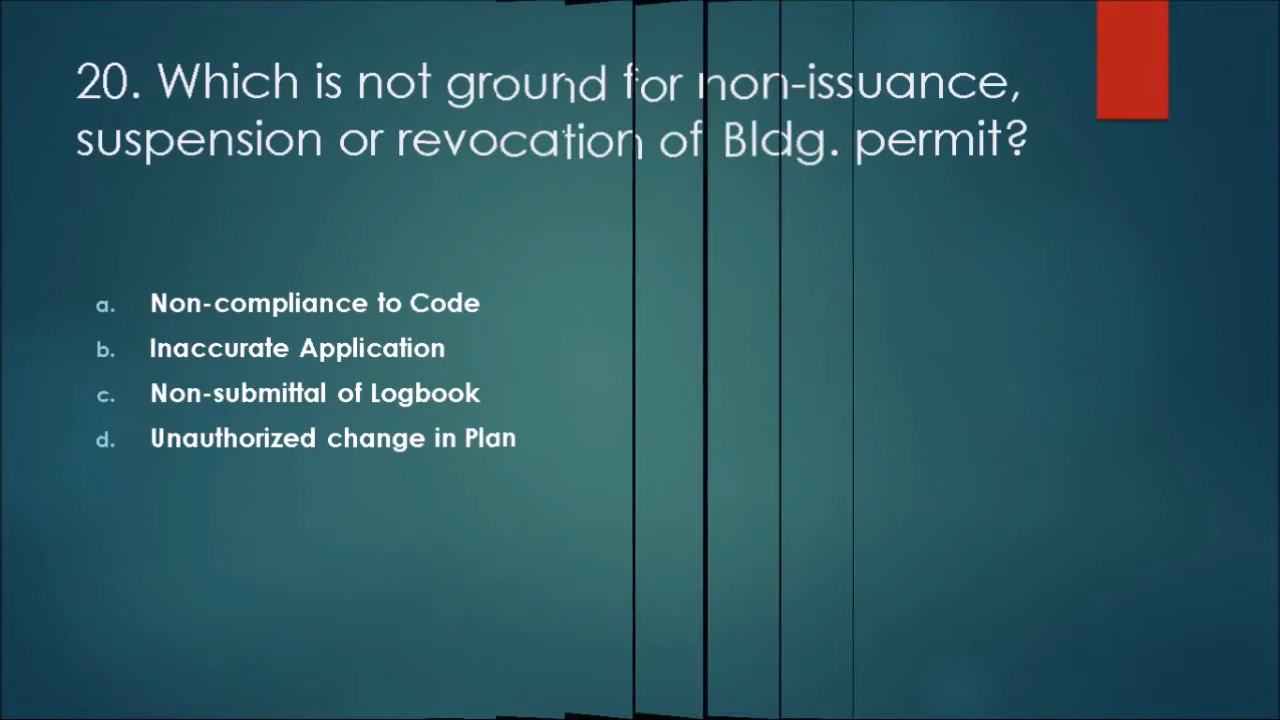 20. Which is not ground for non-issuance,
suspension or revocation of Bldg. permit?
a. Non-compliance to Code
b. Inaccurate Application
c. Non-submittal of Logbook
d. Unauthorized change in Plan